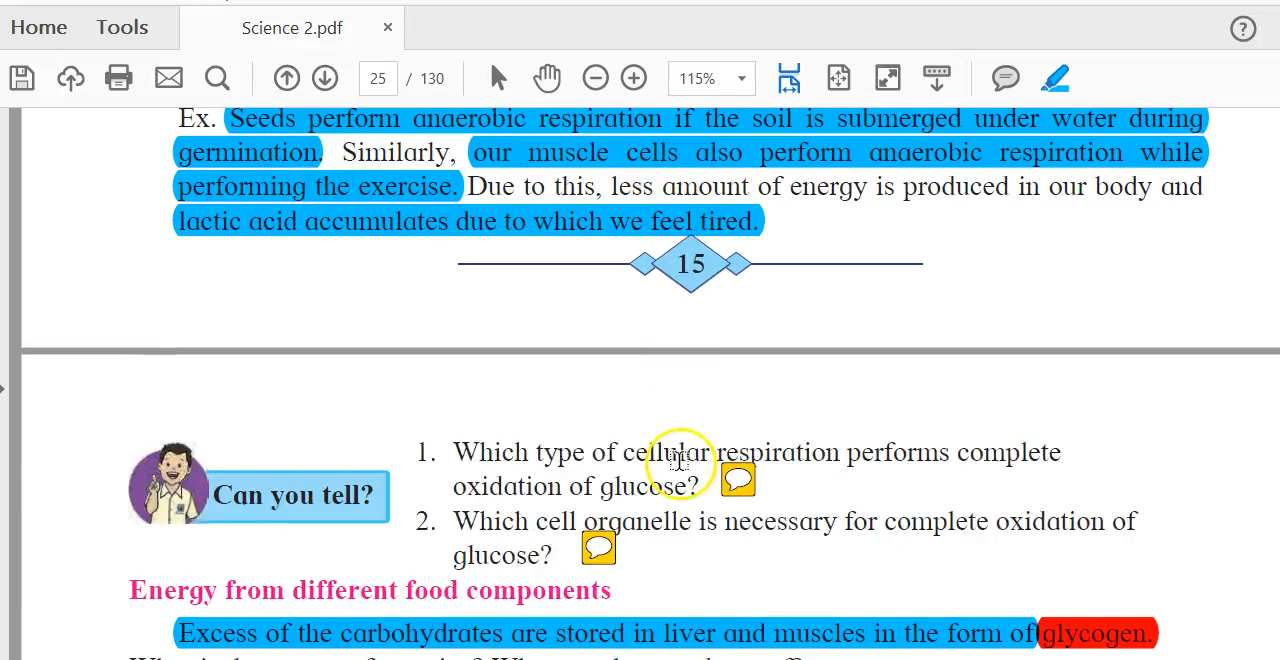 Home Tools Science 2.pdf ×
25 / 130 115%
Ex. Seeds perform anaerobic respiration if the soil is submerged under water during
germination. Similarly, our muscle cells also perform anaerobic respiration while
performing the exercise. Due to this, less amount of energy is produced in our body and
lactic acid accumulates due to which we feel tired.
15
Can you tell?
1. Which type of cellular respiration performs complete
oxidation of glucose?
2. Which cell organelle is necessary for complete oxidation of
glucose?
Energy from different food components
Excess of the carbohydrates are stored in liver and muscles in the form of glycogen.